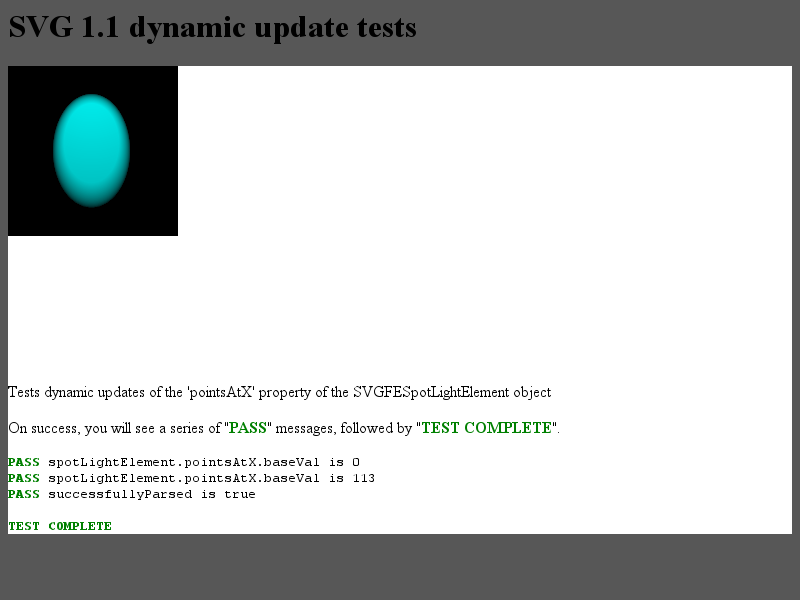 SVG 1.1 dynamic update tests
Tests dynamic updates of the 'pointsAtX' property of the SVGFESpotLightElement object
On success, you will see a series of "PASS" messages, followed by "TEST COMPLETE".
PASS spotLightElement.pointsAtX.baseVal is 0
PASS spotLightElement.pointsAtX.baseVal is 113
PASS successfullyParsed is true
TEST COMPLETE